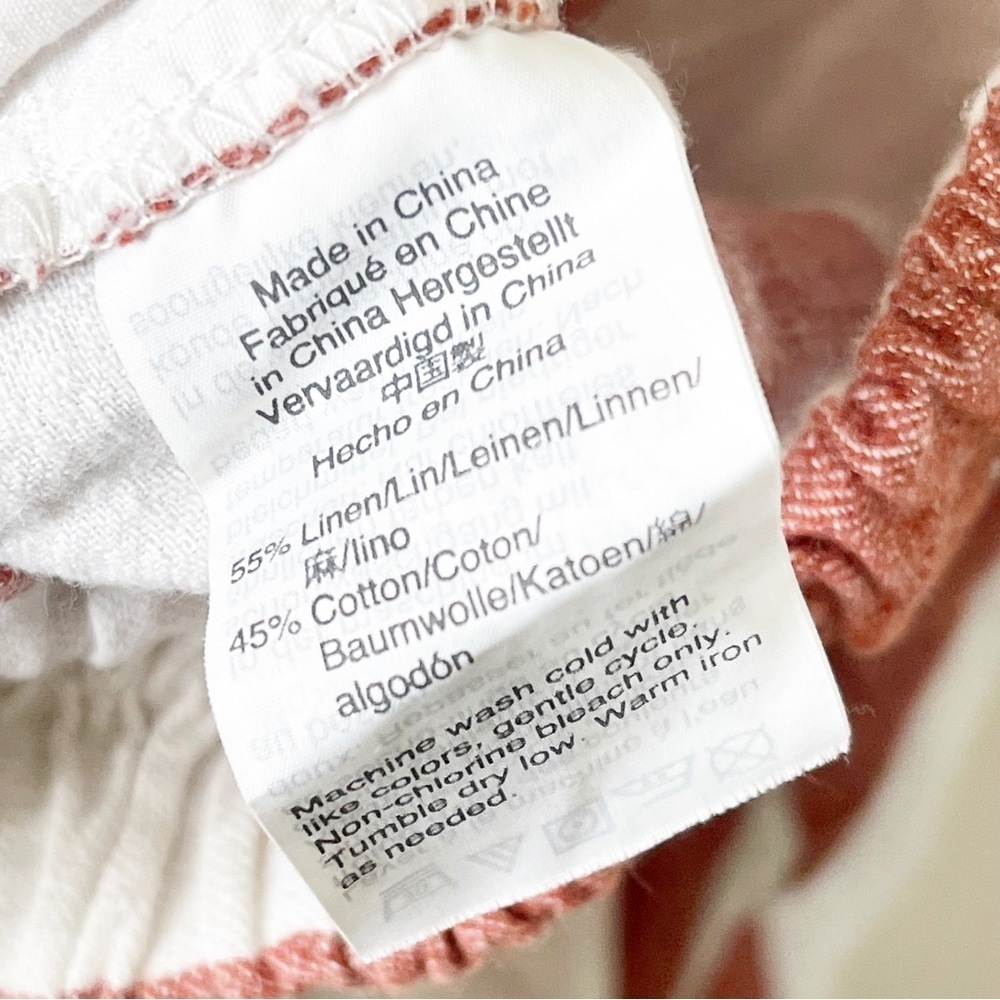 Made in China
Fabriqué en Chine
in China Hergestellt
Vervaardigd in China
中国製
Hecho en China
55% Linen/Lin/Leinen/Linnen/
麻/lino
45% Cotton/Coton/
Baumwolle/Katoen/綿/
algodón
Machine wash cold with
like colors, gentle cycle.
Non-chlorine bleach only.
Tumble dry low. Warm iron
as needed.